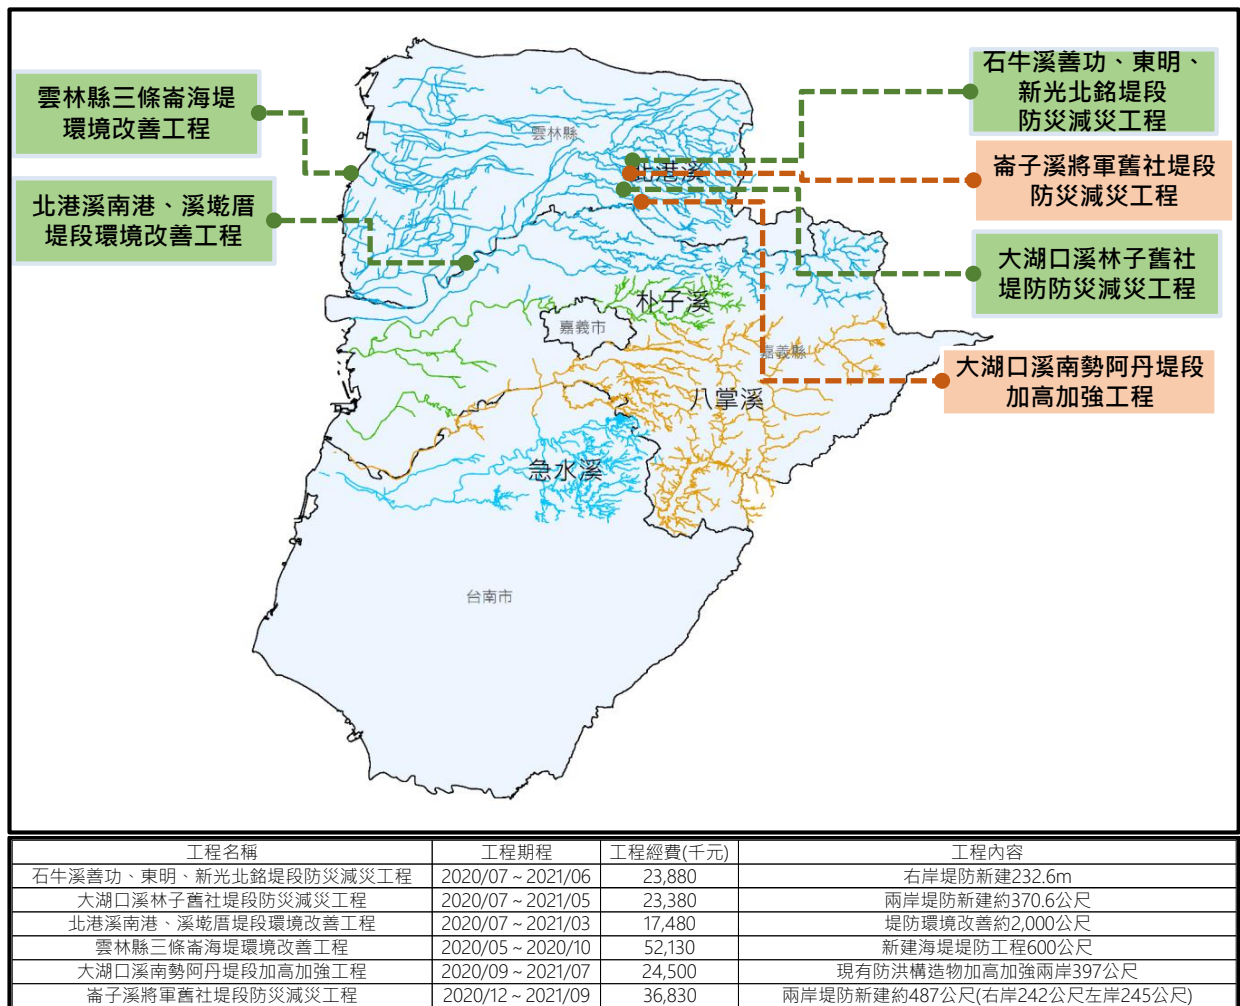 雲林縣三條崙海堤
環境改善工程
北港溪南港、溪墘厝
堤段環境改善工程
石牛溪善功、東明、
新光北銘堤段
防災減災工程
崙子溪將軍舊社堤段
防災減災工程
大湖口溪林子舊社
堤防防災減災工程
大湖口溪南勢阿丹堤段
加高加強工程
雲林縣
北港溪
朴子溪
嘉義市
嘉義縣
八掌溪
急水溪
台南市
工程名稱 工程期程 工程經費(千元) 工程內容
石牛溪善功、東明、新光北銘堤段防災減災工程 2020/07～2021/06 23,880 右岸堤防新建232.6m
大湖口溪林子舊社堤段防災減災工程 2020/07～2021/05 23,380 兩岸堤防新建約370.6公尺
北港溪南港、溪墘厝堤段環境改善工程 2020/07～2021/03 17,480 堤防環境改善約2,000公尺
雲林縣三條崙海堤環境改善工程 2020/05～2020/10 52,130 新建海堤堤防工程600公尺
大湖口溪南勢阿丹堤段加高加強工程 2020/09～2021/07 24,500 現有防洪構造物加高加強兩岸397公尺
崙子溪將軍舊社堤段防災減災工程 2020/12～2021/09 36,830 兩岸堤防新建約487公尺(右岸242公尺左岸245公尺)